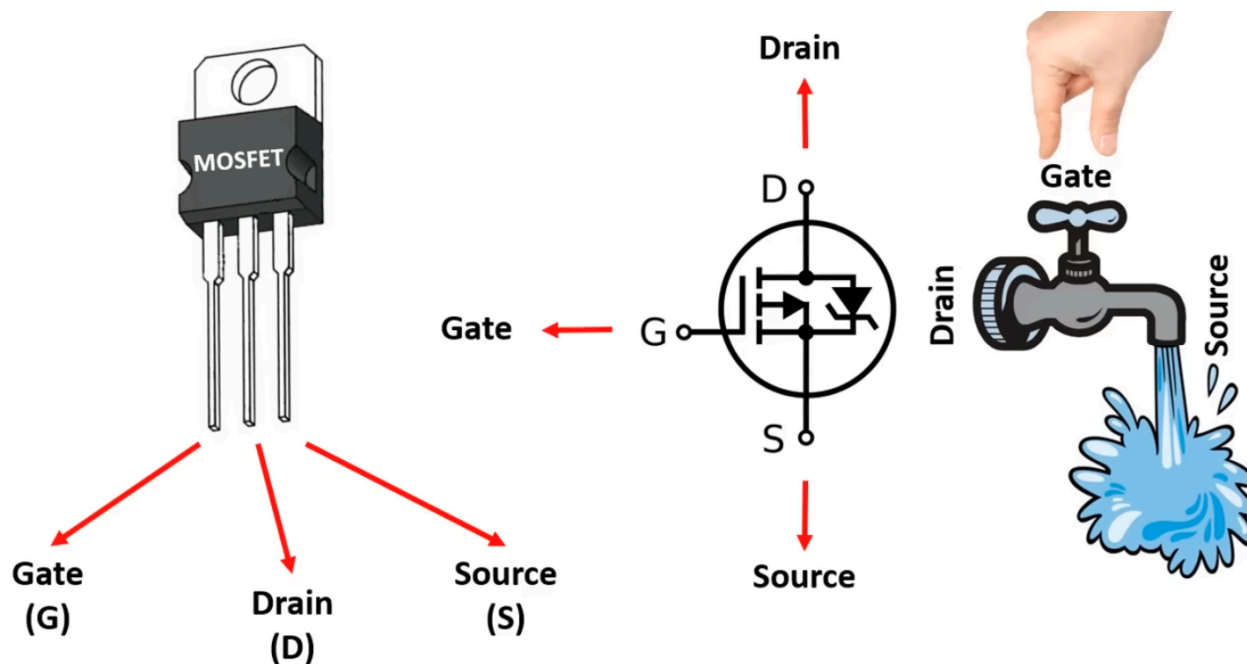 MOSFET
Gate
(G)
Drain
(D)
Source
(S)
Drain
D
Gate
G
S
Source
Gate
Drain
Source